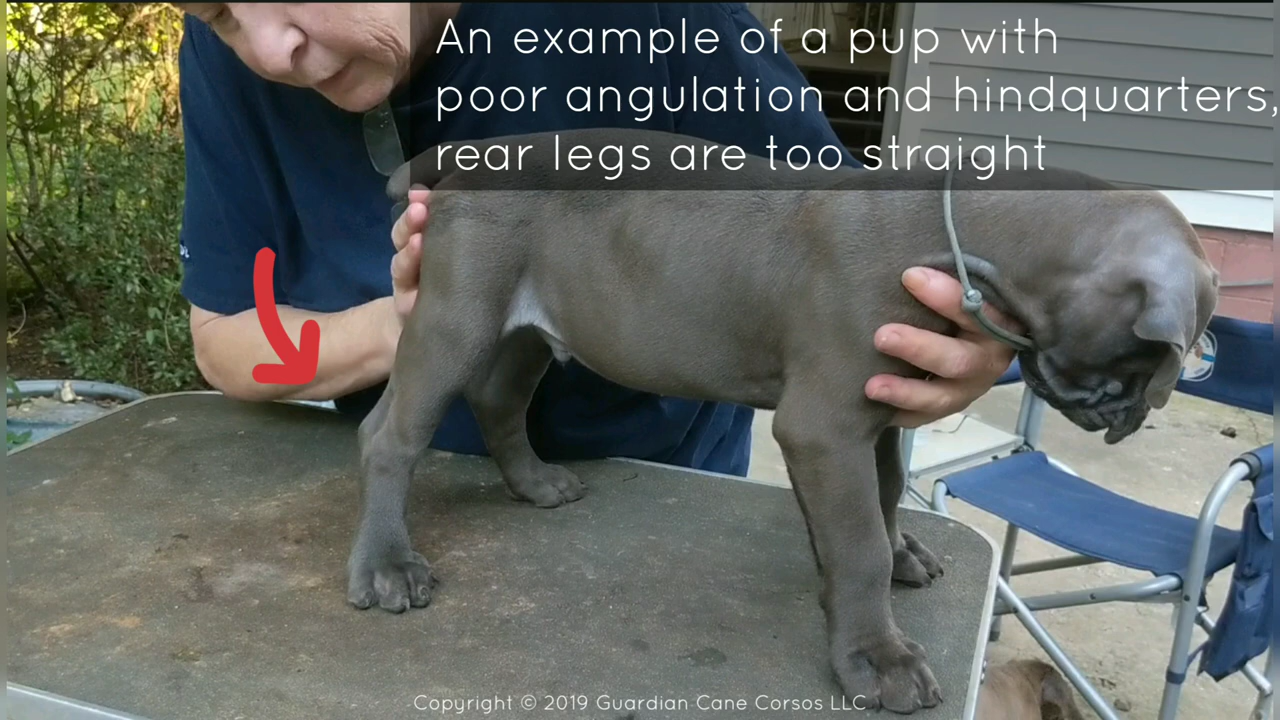 An example of a pup with
poor angulation and hindquarters,
rear legs are too straight
Copyright © 2019 Guardian Cane Corsos LLC